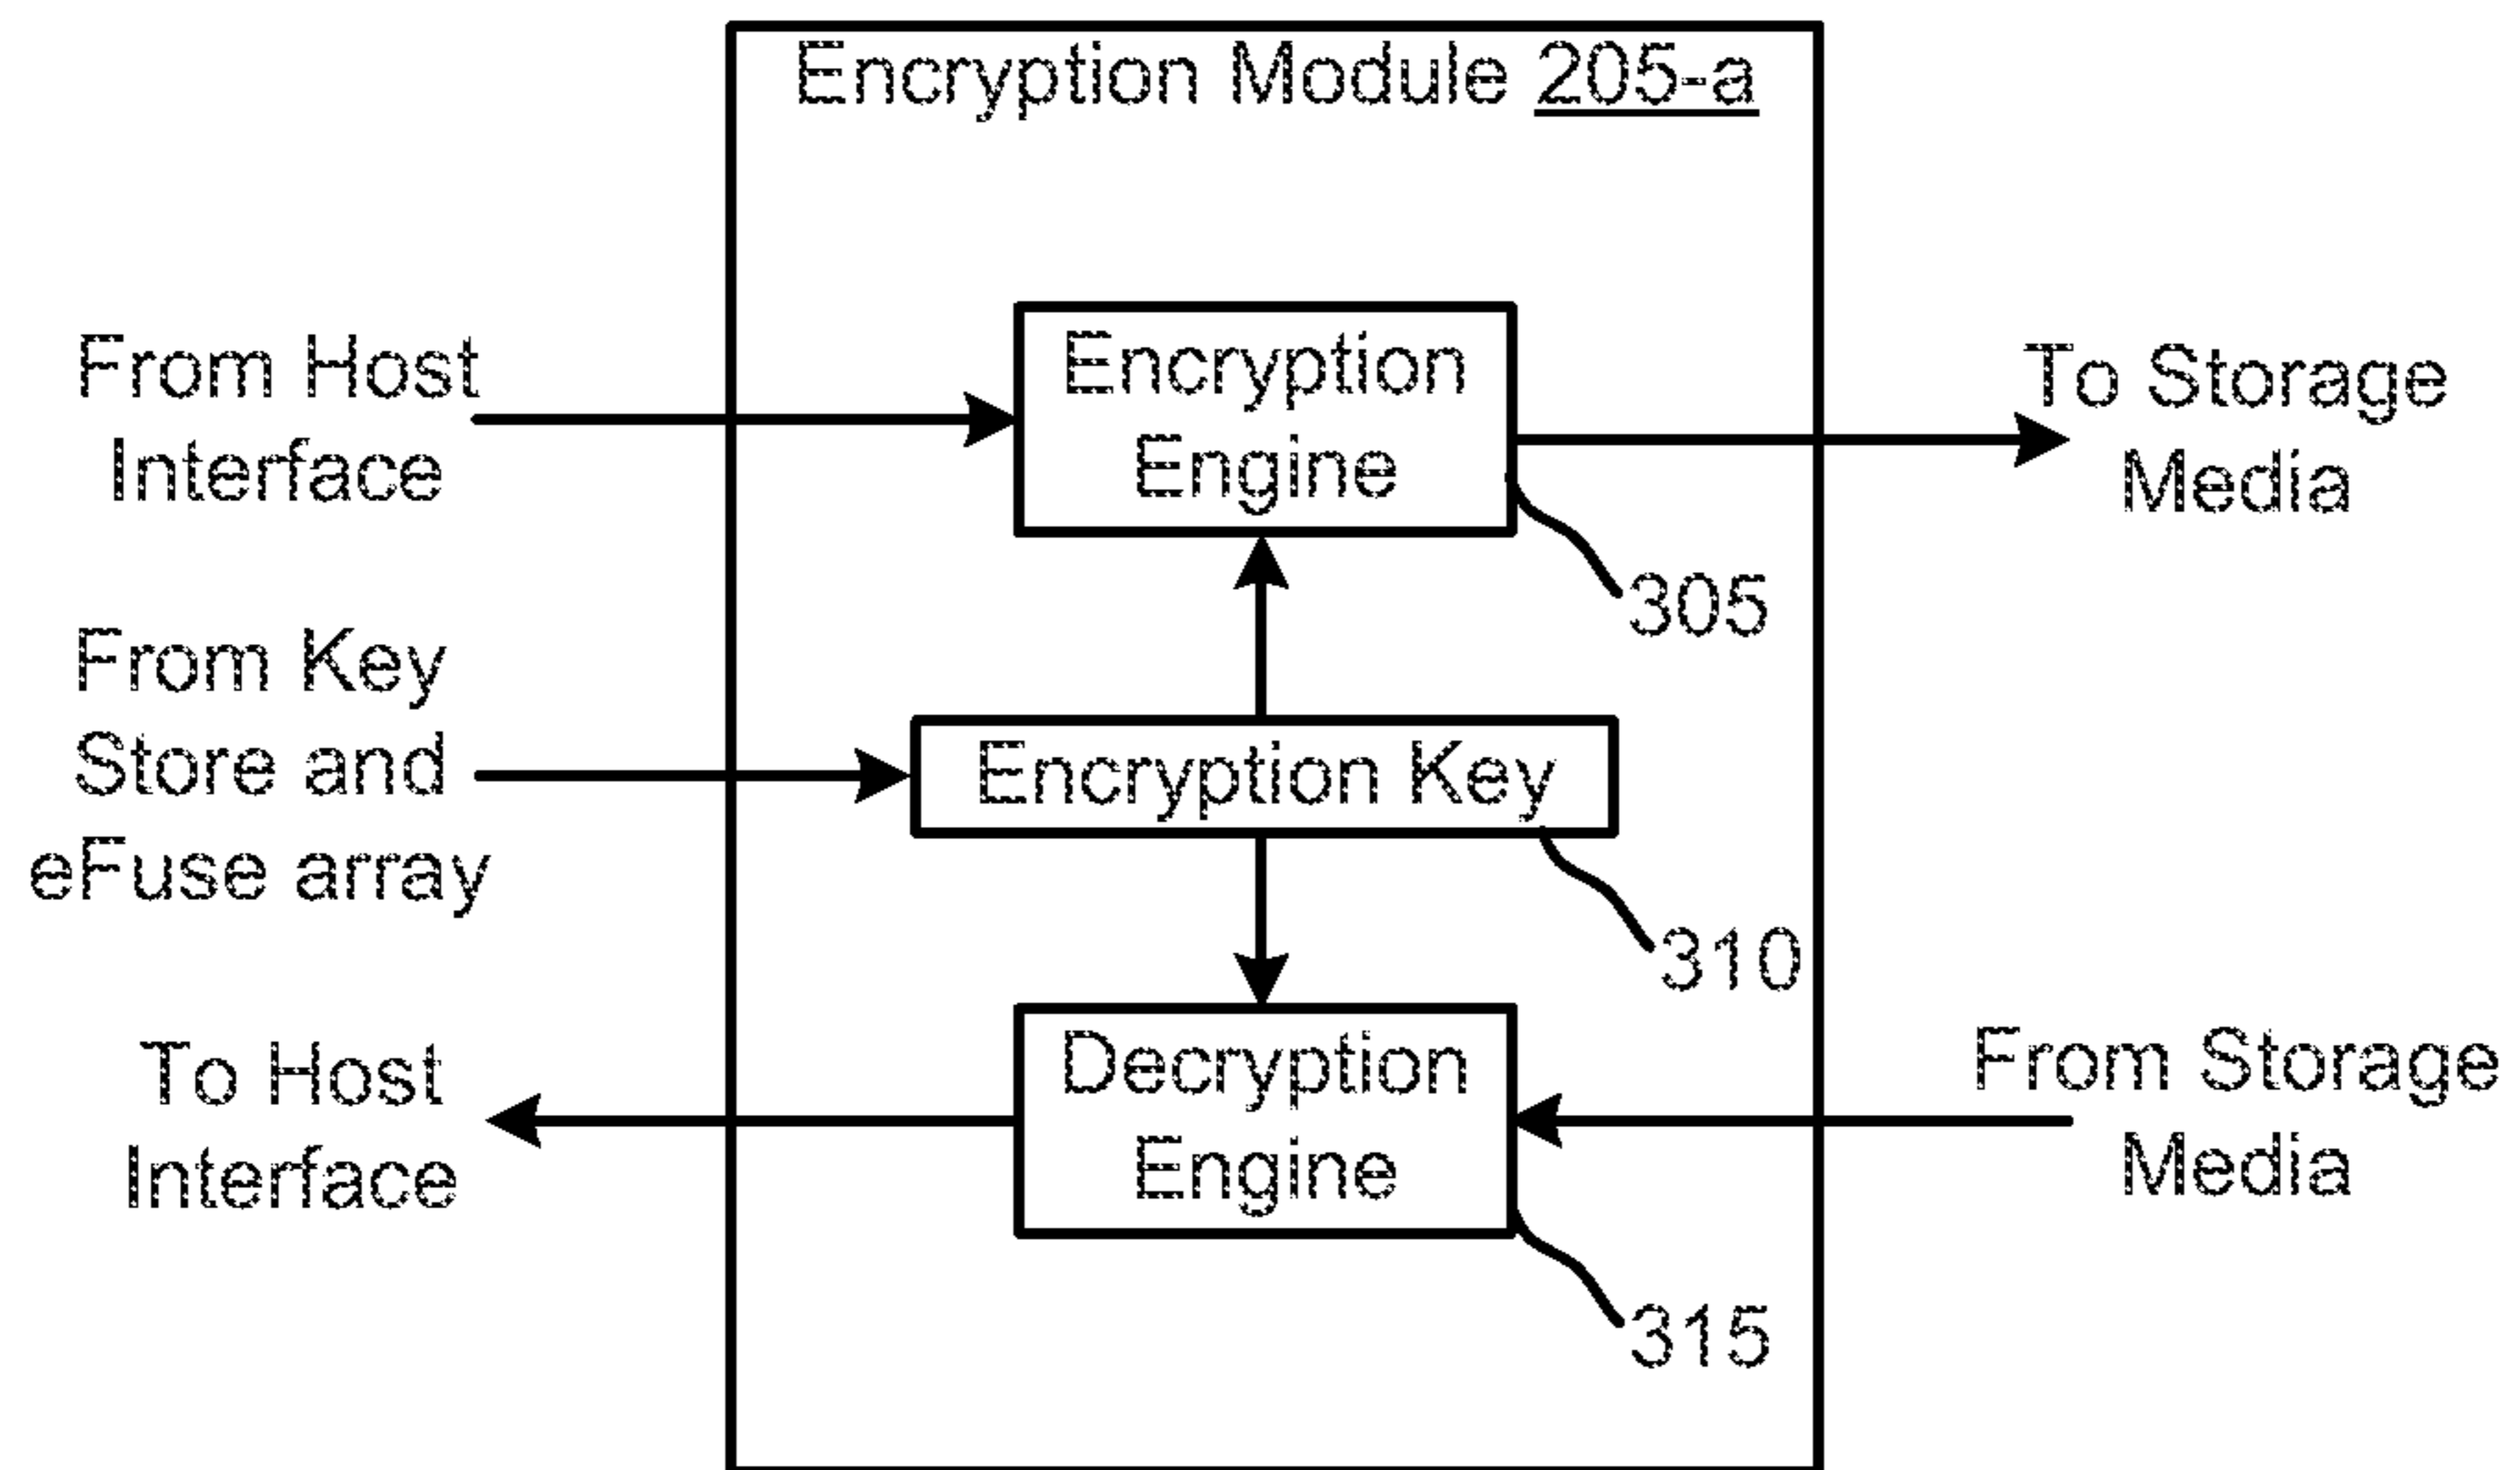 Encryption Module 205-a
From Host
Interface
Encryption
Engine
To Storage
Media
305
From Key
Store and
eFuse array
Encryption Key
310
To Host
Interface
Decryption
Engine
From Storage
Media
315